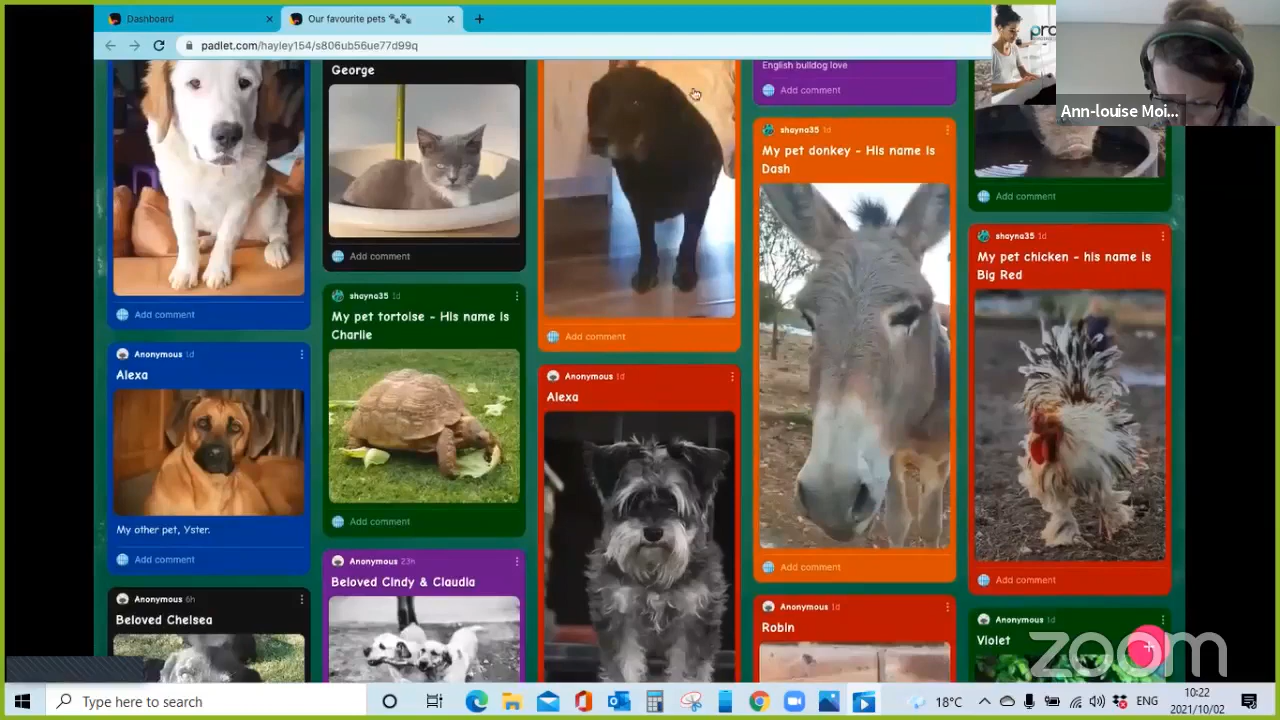 Dashboard
Our favourite pets
padlet.com/hayley154/s806ub56ue77d99q
Ann-louise Moi...
Add comment
Anonymous 1d
Alexa
My other pet, Yster.
Add comment
Anonymous 6h
Beloved Chelsea
George
Add comment
shayna35 1d
My pet tortoise - His name is
Charlie
Add comment
Anonymous 23h
Beloved Cindy & Claudia
Add comment
Anonymous 1d
Alexa
English bulldog love
Add comment
shayna35 1d
My pet donkey - His name is
Dash
Add comment
Anonymous 1d
Robin
Add comment
shayna35 1d
My pet chicken - his name is
Big Red
Add comment
Anonymous 1d
Violet
zoom
Type here to search
18°C
ENG
10:22
2021/10/02